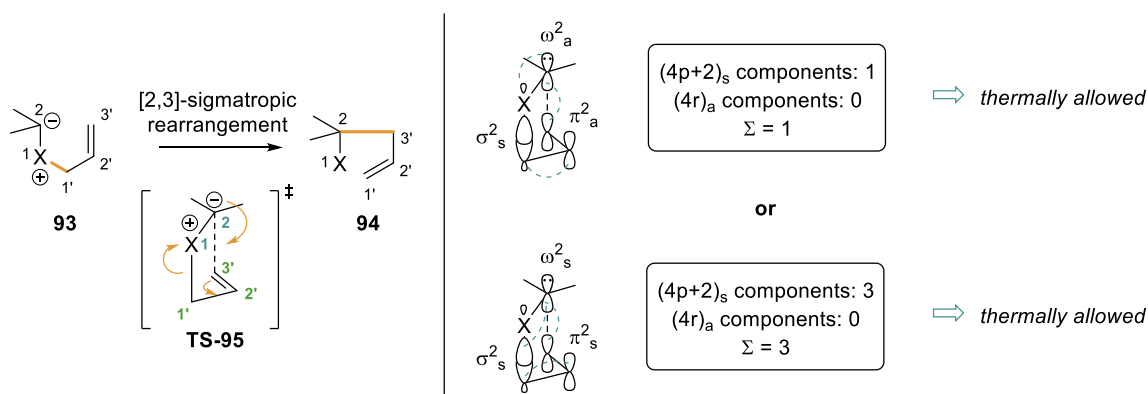 [2,3]-sigmatropic
rearrangement
2
⊖
3'
1
X
⊕
2'
1'
93
2
3'
1
X
2'
1'
94
‡
⊕
⊖
2
X
1
3'
2'
1'
TS-95
ω²ₐ
X
π²ₐ
σ²ₛ
(4p+2)ₛ components: 1
(4r)ₐ components: 0
Σ = 1
thermally allowed
or
ω²ₛ
X
π²ₛ
σ²ₛ
(4p+2)ₛ components: 3
(4r)ₐ components: 0
Σ = 3
thermally allowed